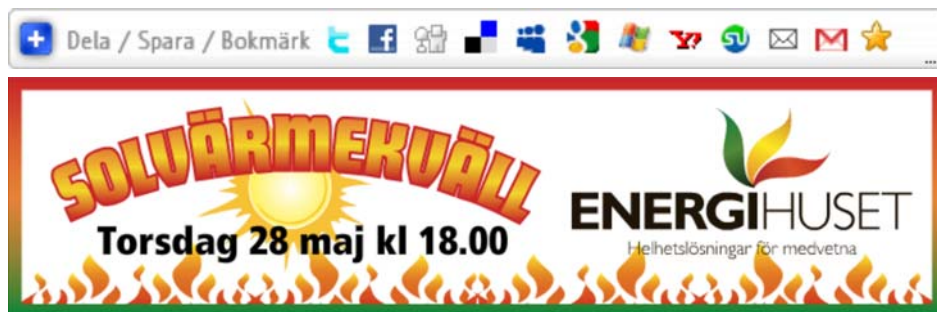 Dela / Spara / Bokmärk
SOLVÄRMEKVÄLL
Torsdag 28 maj kl 18.00
ENERGIHUSET
Helhetslösningar för medvetna